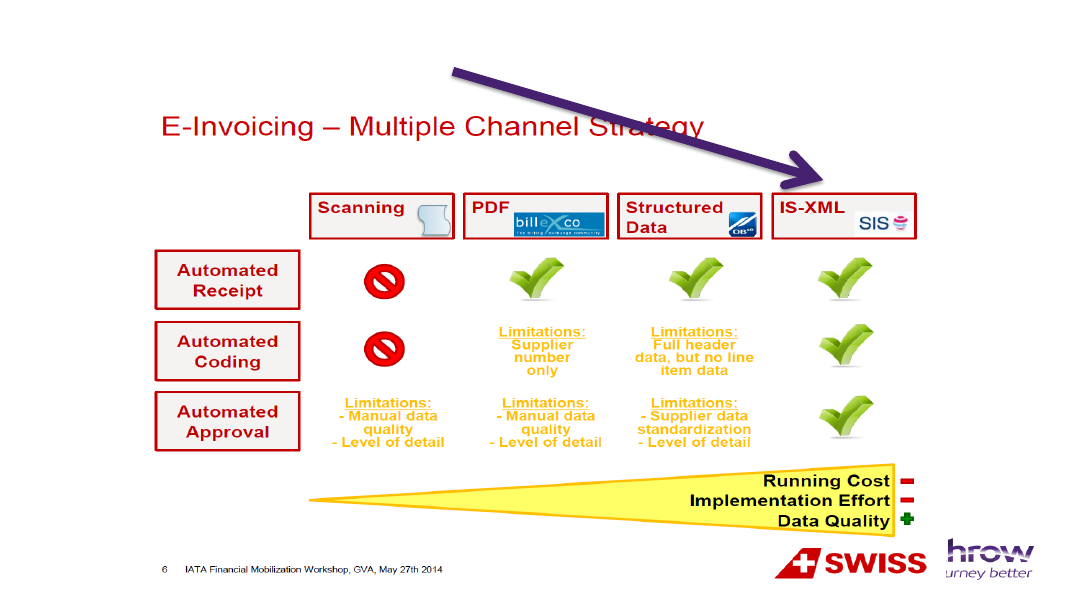 E-Invoicing – Multiple Channel Strategy
Scanning
PDF
billexco
Structured
Data
OB10
IS-XML
SIS
Automated
Receipt
Automated
Coding
Limitations:
Supplier
number
only
Limitations:
Full header
data, but no line
item data
Automated
Approval
Limitations:
- Manual data
quality
- Level of detail
Limitations:
- Manual data
quality
- Level of detail
Limitations:
- Supplier data
standardization
- Level of detail
Running Cost
Implementation Effort
Data Quality
6 IATA Financial Mobilization Workshop, GVA, May 27th 2014
SWISS
hrow
urney better